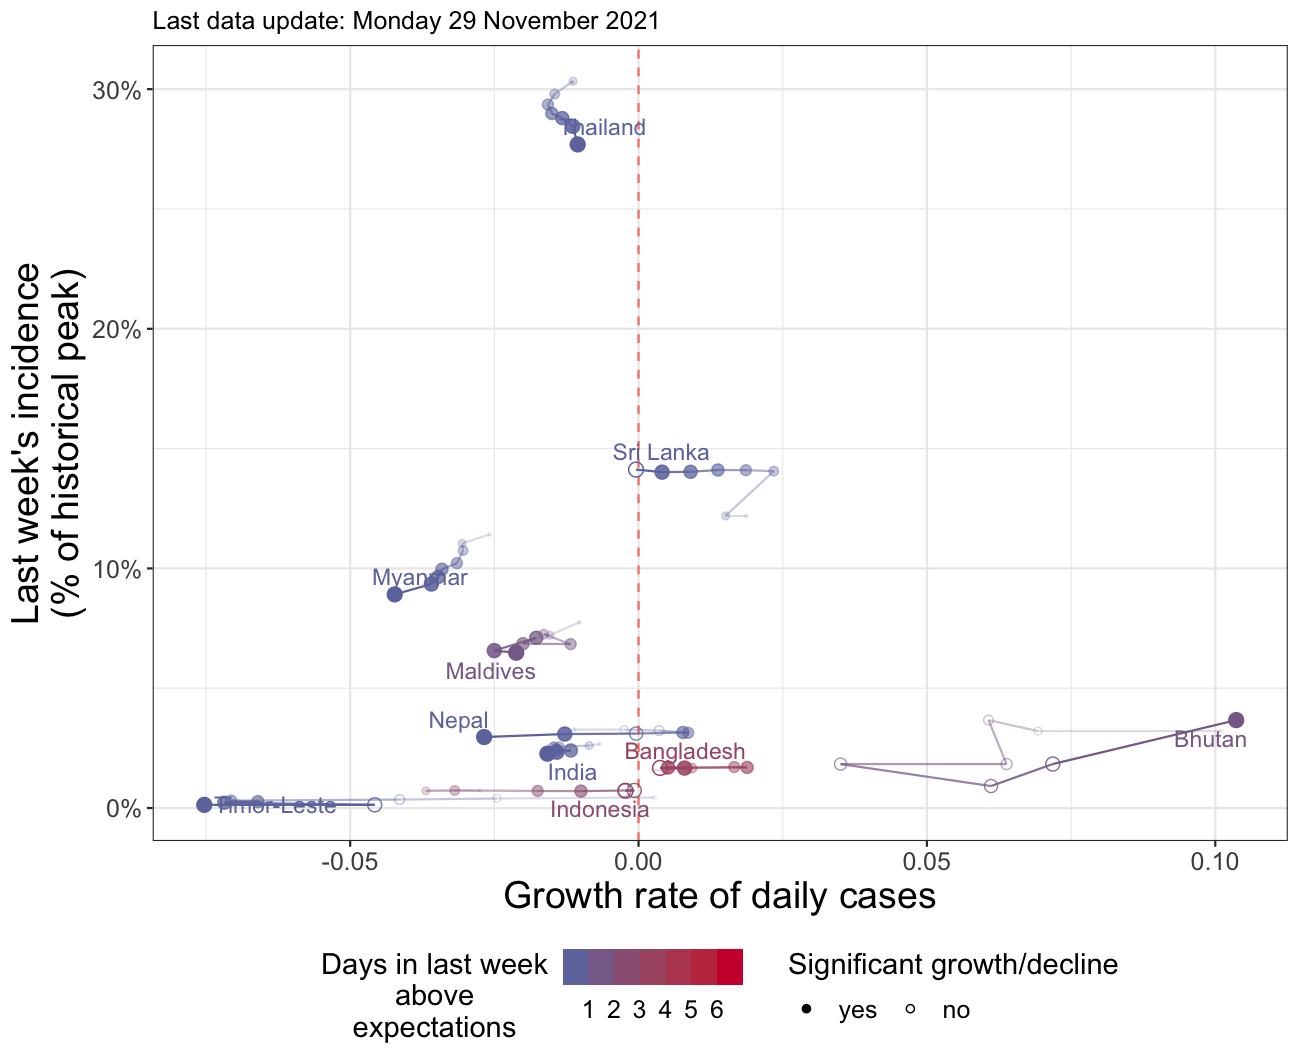 Last data update: Monday 29 November 2021
Last week's incidence
(% of historical peak)
30%
20%
10%
0%
Thailand
Sri Lanka
Myanmar
Maldives
Nepal
Bangladesh
Bhutan
India
Timor-Leste
Indonesia
-0.05
0.00
0.05
0.10
Growth rate of daily cases
Days in last week
above
expectations
1 2 3 4 5 6
Significant growth/decline
yes
no